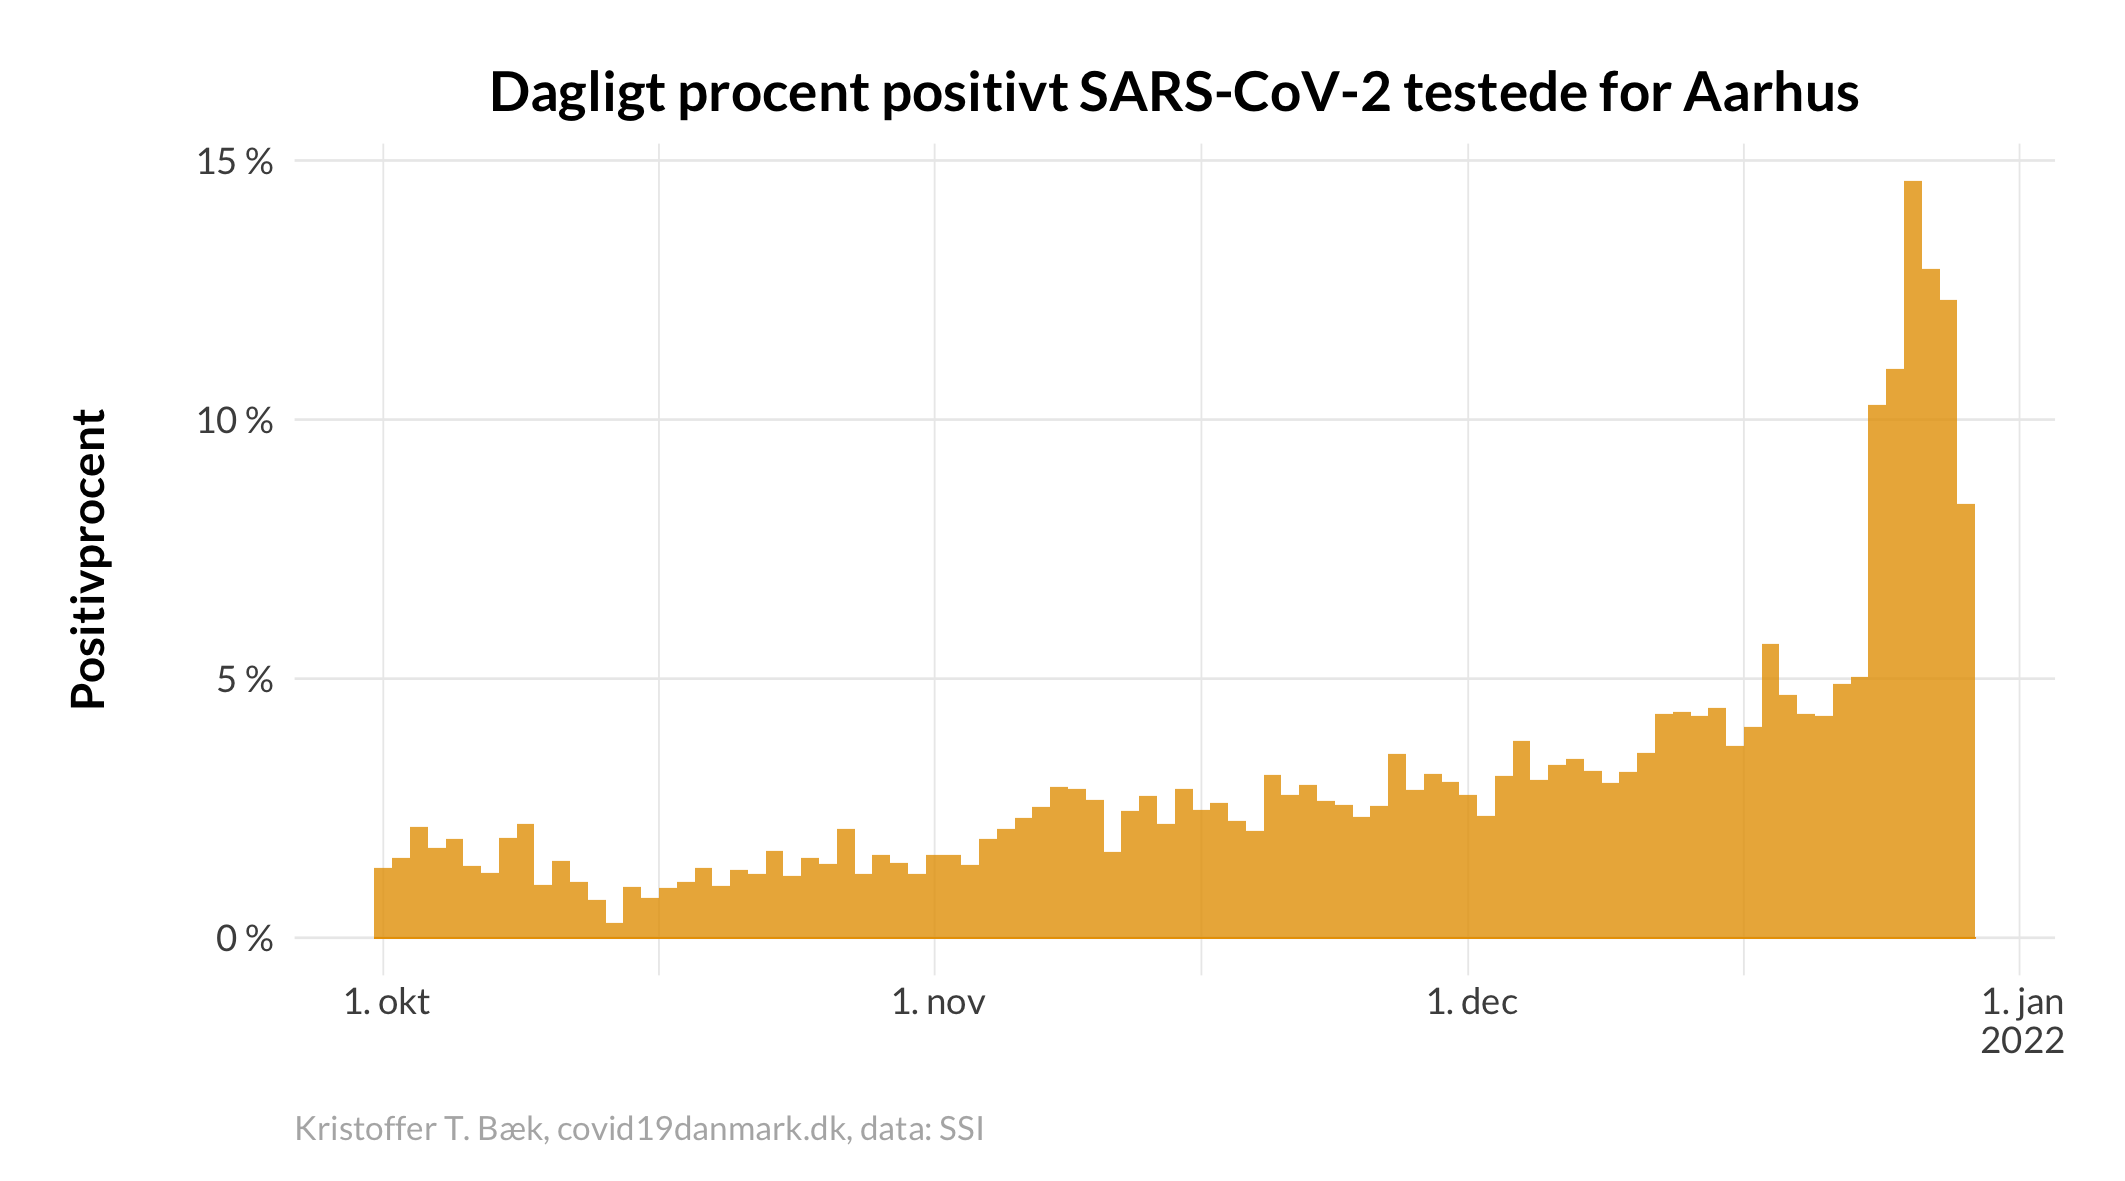 Dagligt procent positivt SARS-CoV-2 testede for Aarhus
15 %
10 %
5 %
0 %
Positivprocent
1. okt
1. nov
1. dec
1. jan
2022
Kristoffer T. Bæk, covid19danmark.dk, data: SSI